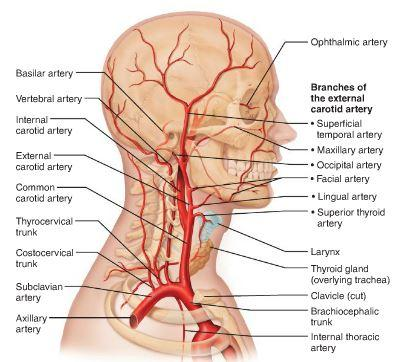 Basilar artery
Vertebral artery
Internal
carotid artery
External
carotid artery
Common
carotid artery
Thyrocervical
trunk
Costocervical
trunk
Subclavian
artery
Axillary
artery
Ophthalmic artery
Branches of
the external
carotid artery
• Superficial
temporal artery
• Maxillary artery
• Occipital artery
• Facial artery
• Lingual artery
• Superior thyroid
artery
Larynx
Thyroid gland
(overlying trachea)
Clavicle (cut)
Brachiocephalic
trunk
Internal thoracic
artery